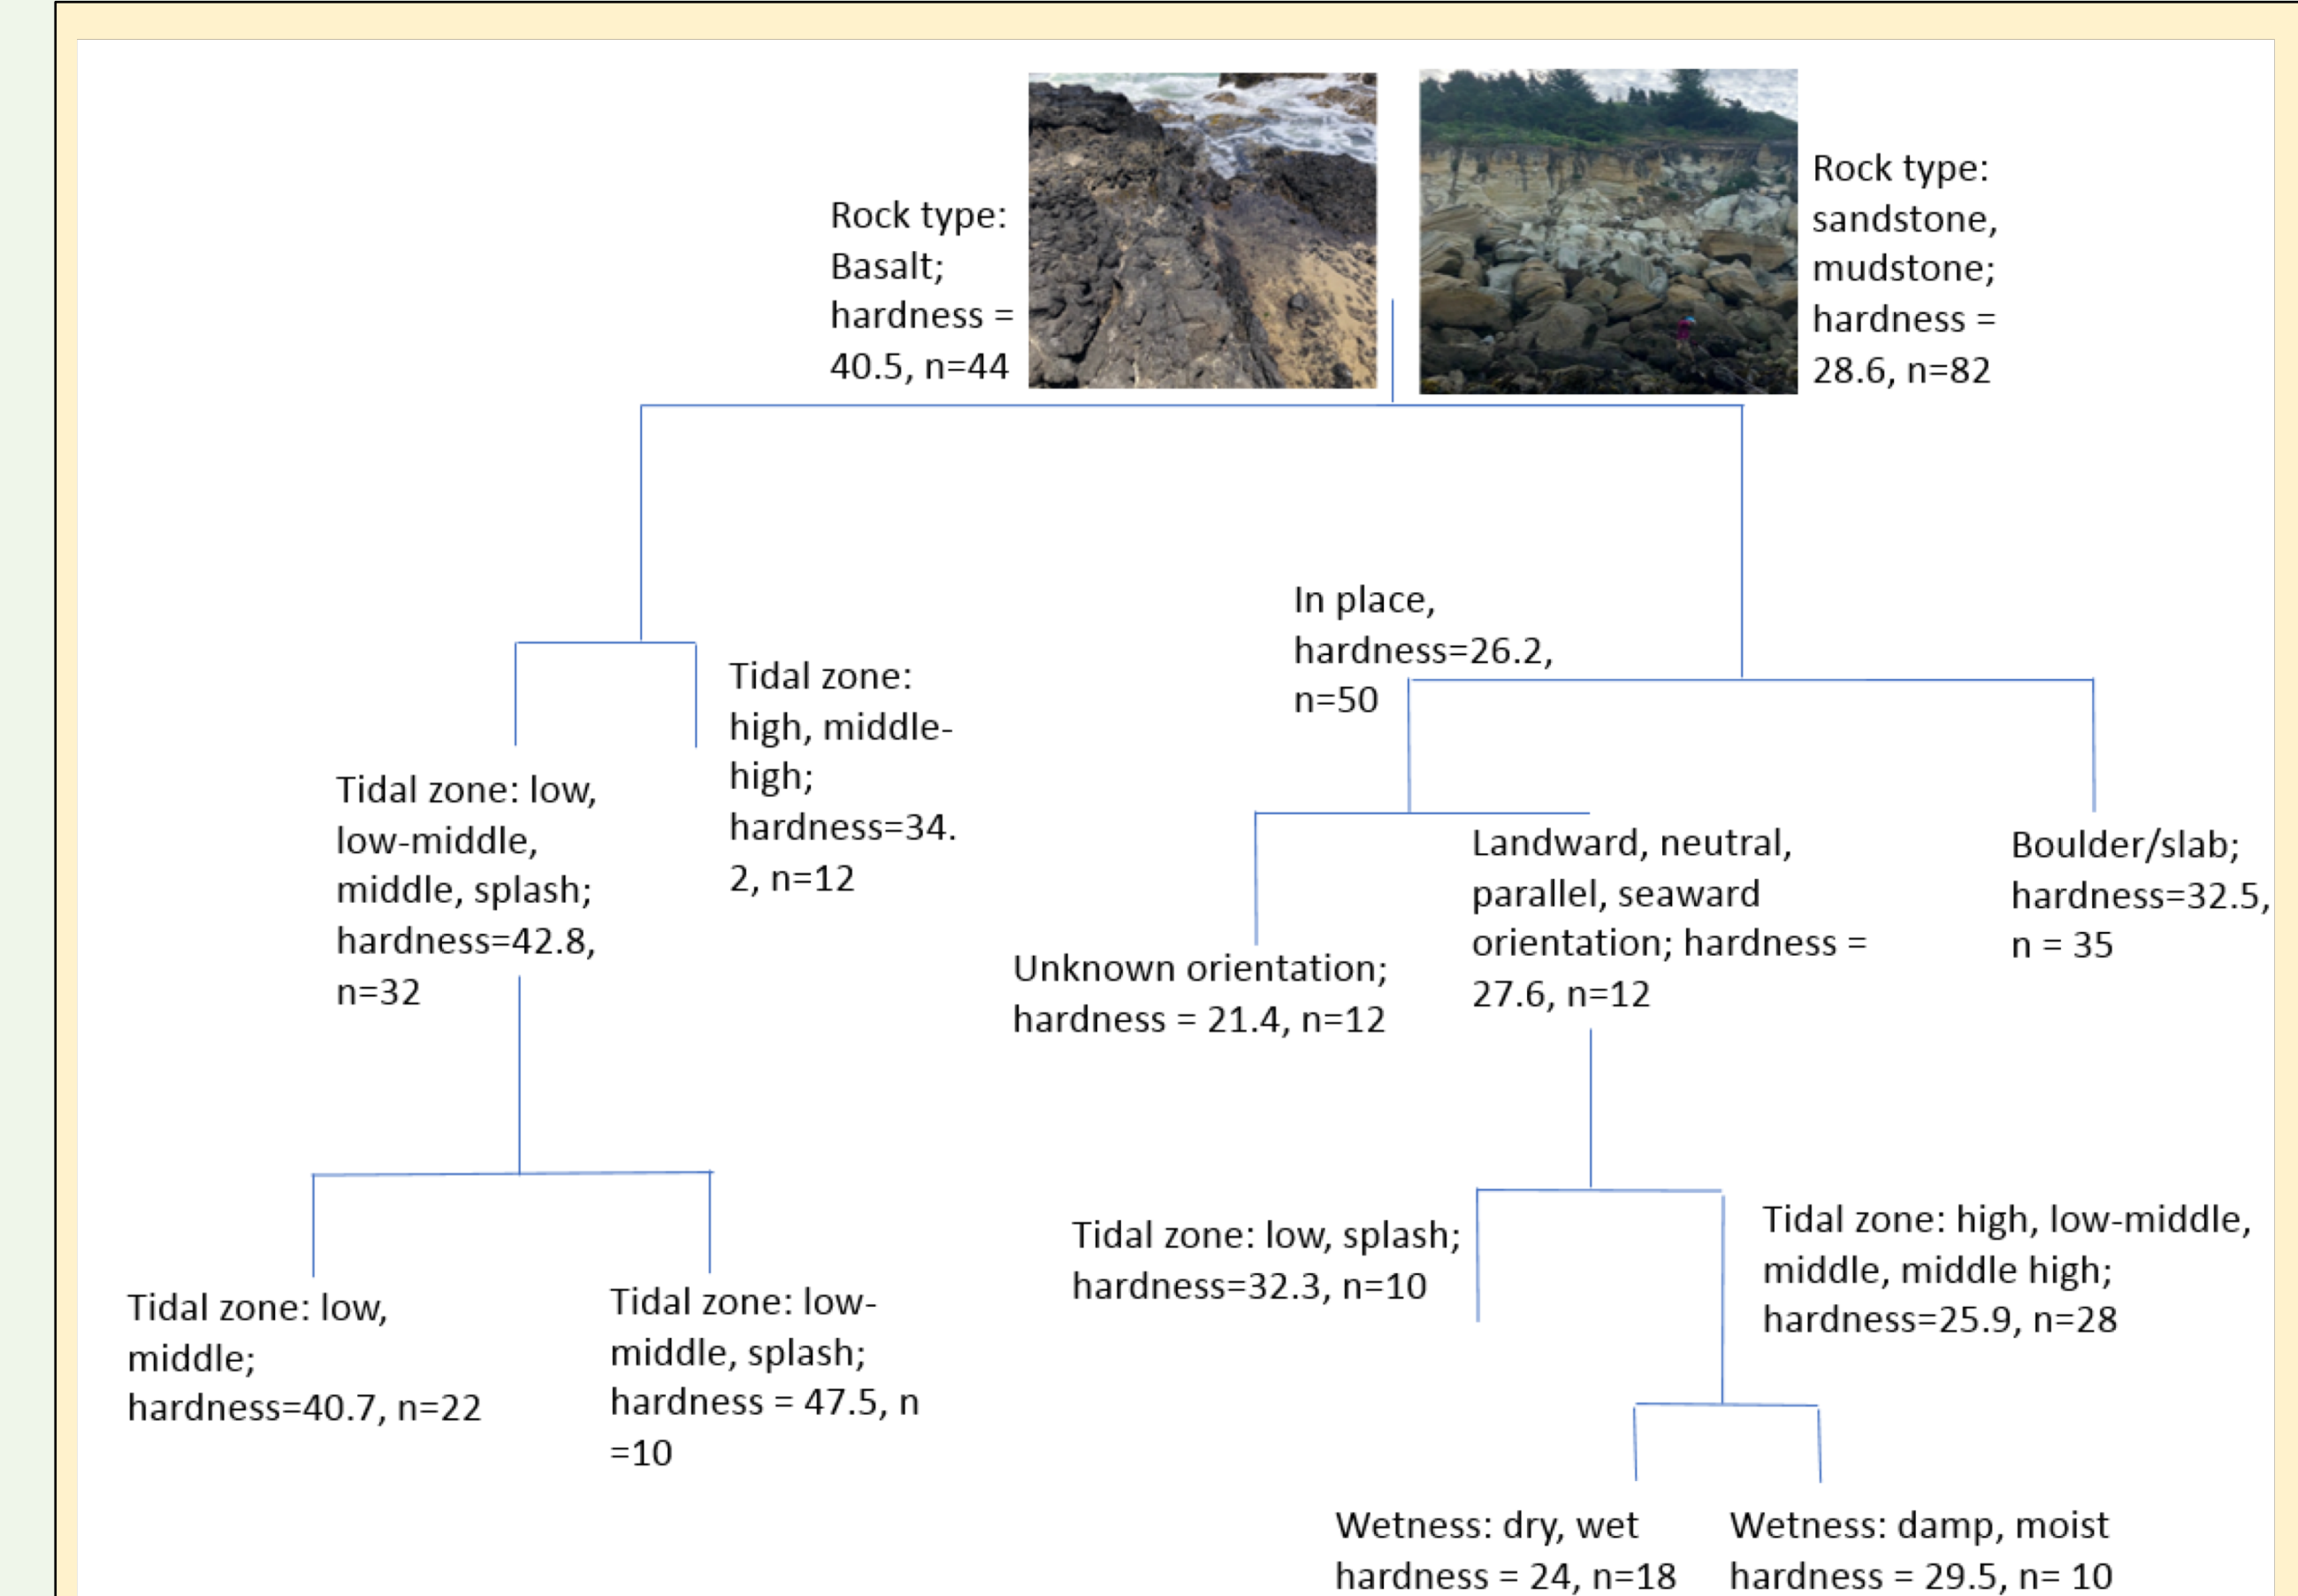 Rock type:
Basalt;
hardness =
40.5, n=44
Rock type:
sandstone,
mudstone;
hardness =
28.6, n=82
In place,
hardness=26.2,
n=50
Tidal zone:
high, middle-
high;
hardness=34.
2, n=12
Tidal zone: low,
low-middle,
middle, splash;
hardness=42.8,
n=32
Landward, neutral,
parallel, seaward
orientation; hardness =
27.6, n=12
Boulder/slab;
hardness=32.5,
n = 35
Unknown orientation;
hardness = 21.4, n=12
Tidal zone: low, splash;
hardness=32.3, n=10
Tidal zone: high, low-middle,
middle, middle high;
hardness=25.9, n=28
Tidal zone: low,
middle;
hardness=40.7, n=22
Tidal zone: low-
middle, splash;
hardness = 47.5, n
=10
Wetness: dry, wet
hardness = 24, n=18
Wetness: damp, moist
hardness = 29.5, n= 10